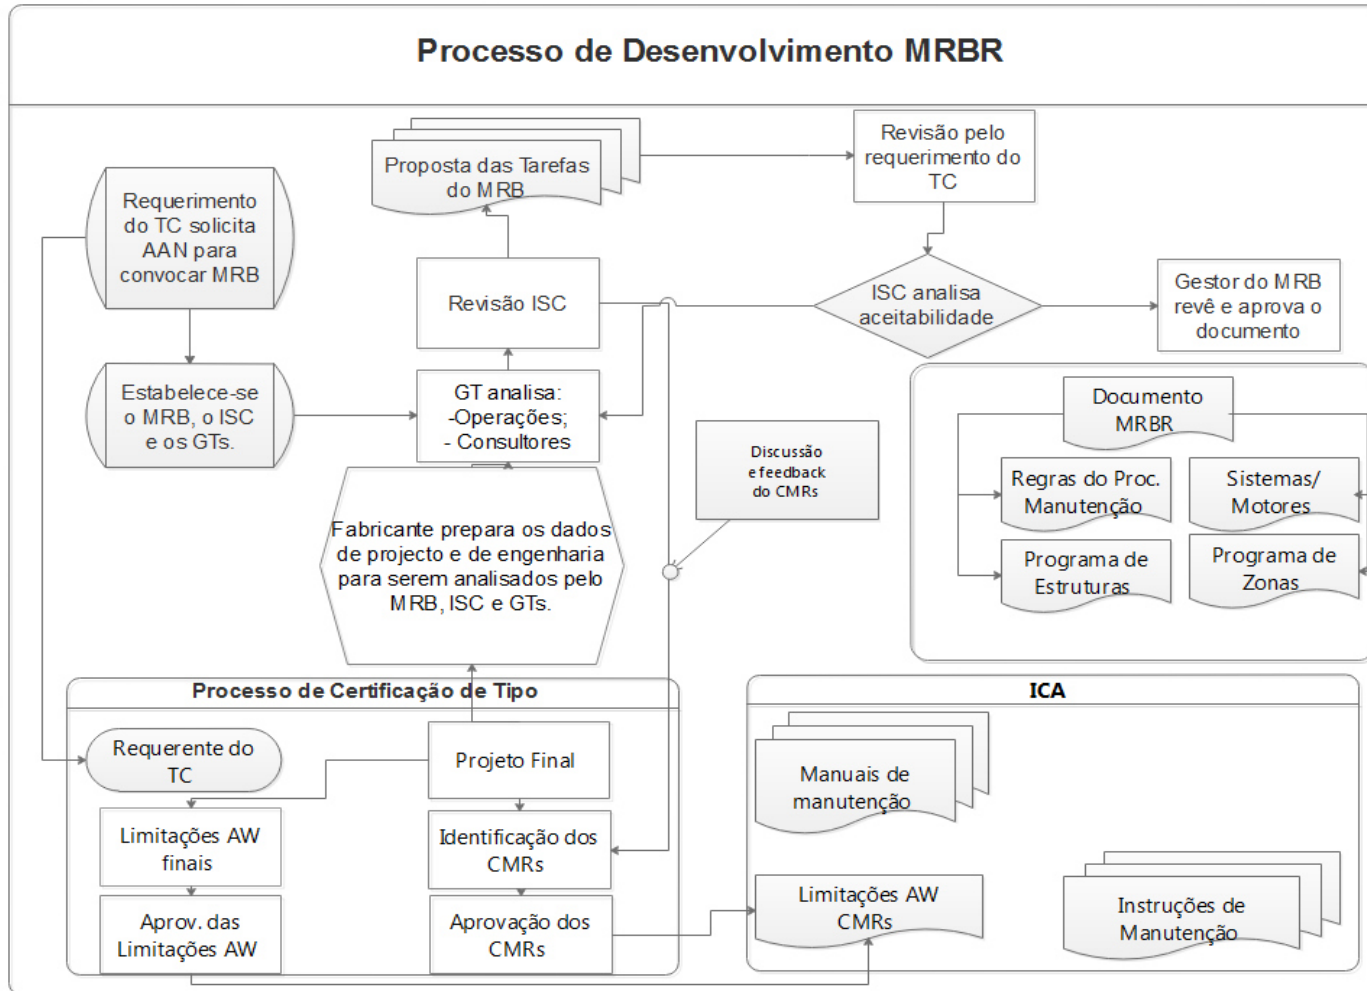 Processo de Desenvolvimento MRBR
Requerimento
do TC solicita
AAN para
convocar MRB
Proposta das Tarefas
do MRB
Revisão pelo
requerimento do
TC
Revisão ISC
ISC analisa
aceitabilidade
Gestor do MRB
revê e aprova o
documento
Estabelece-se
o MRB, o ISC
e os GTs.
GT analisa:
-Operações;
- Consultores
Discussão
e feedback
do CMRs
Documento
MRBR
Regras do Proc.
Manutenção
Sistemas/
Motores
Programa de
Estruturas
Programa de
Zonas
Fabricante prepara os dados
de projecto e de engenharia
para serem analisados pelo
MRB, ISC e GTs.
Processo de Certificação de Tipo
Requerente do
TC
Projeto Final
Limitações AW
finais
Identificação dos
CMRs
Aprov. das
Limitações AW
Aprovação dos
CMRs
ICA
Manuais de
manutenção
Limitações AW
CMRs
Instruções de
Manutenção